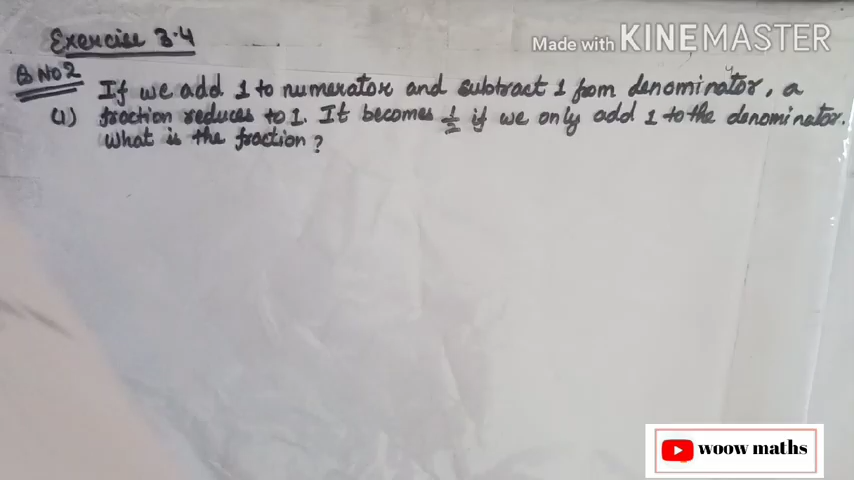 Exercise 3.4
Made with KINEMASTER
Q NO 2
If we add 1 to numerator and subtract 1 from denominator, a
(i) fraction reduces to 1. It becomes 1/2 if we only add 1 to the denominator.
What is the fraction?
woow maths